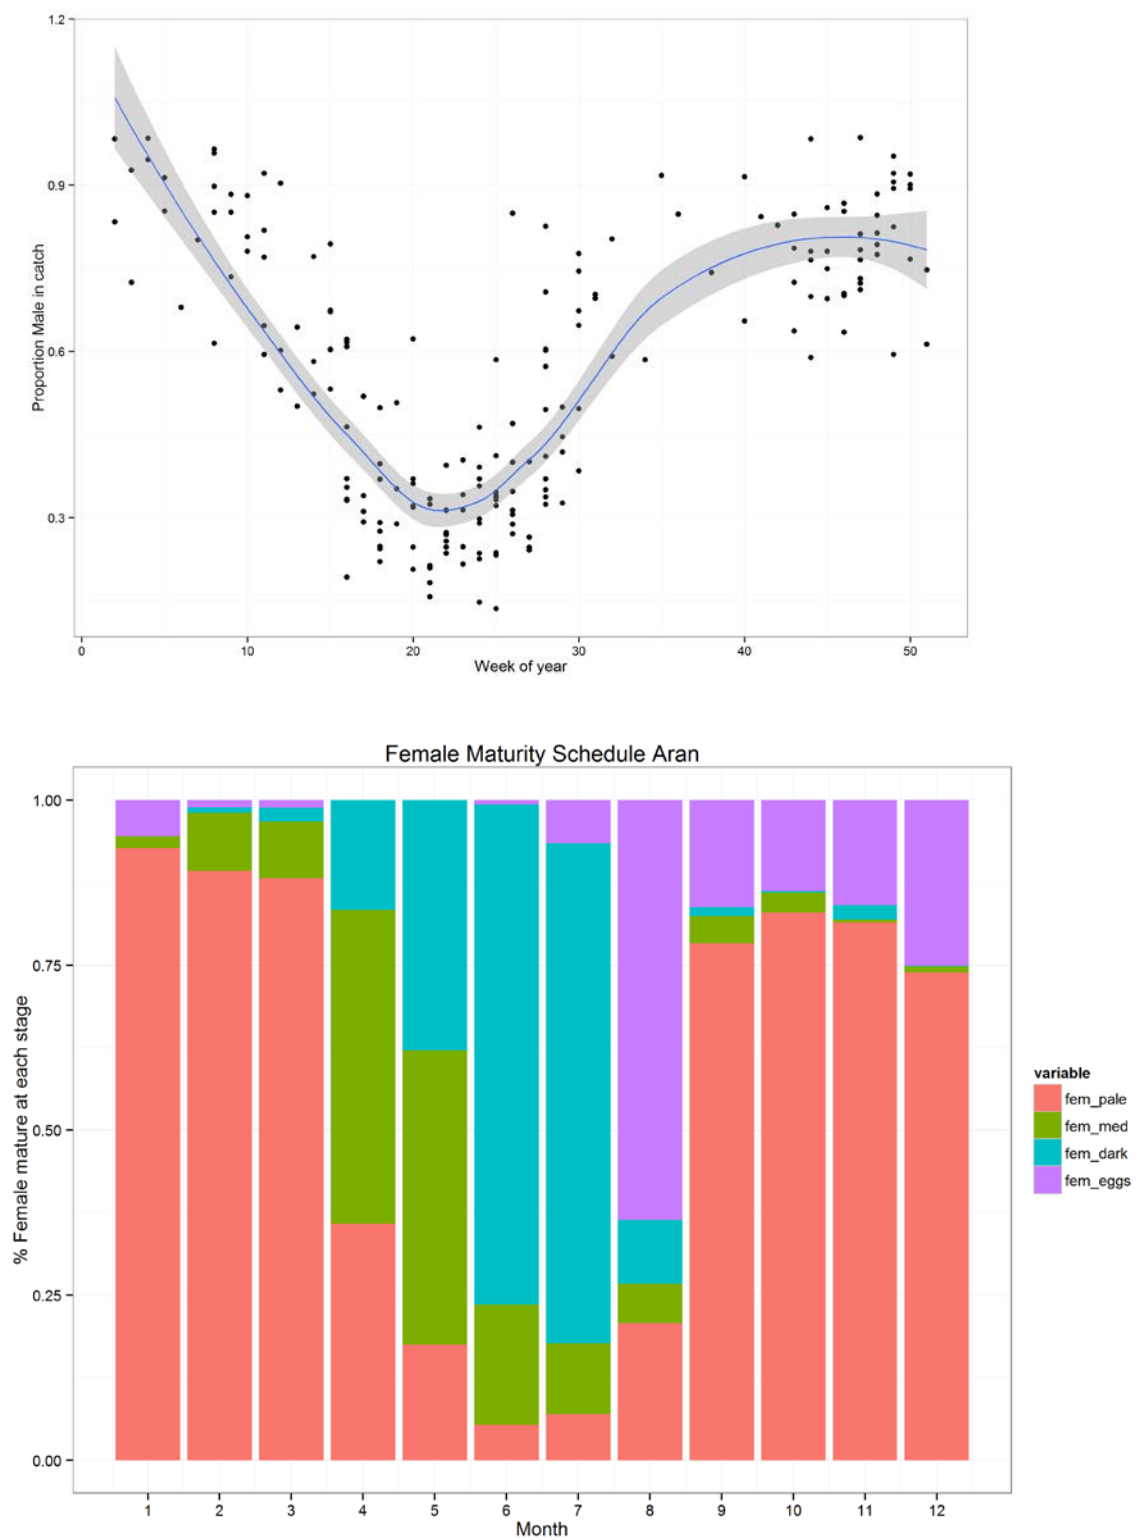 1.2
0.9
0.6
0.3
Proportion Male in catch
0 10 20 30 40 50
Week of year
Female Maturity Schedule Aran
1.00
0.75
0.50
0.25
0.00
% Female mature at each stage
1 2 3 4 5 6 7 8 9 10 11 12
Month
variable
fem_pale
fem_med
fem_dark
fem_eggs